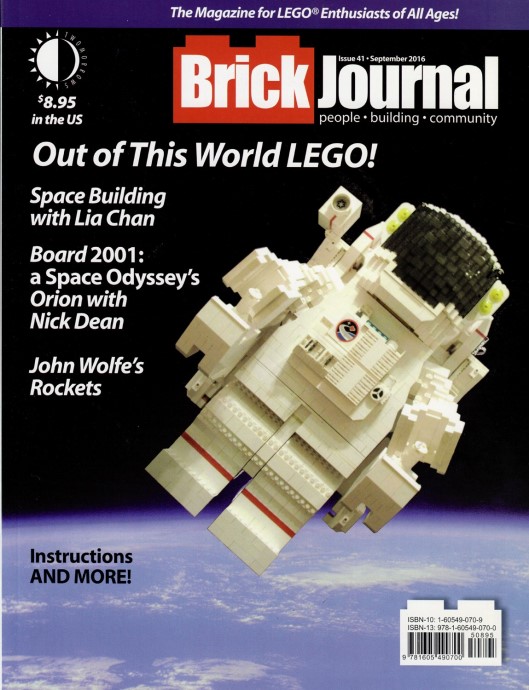 The Magazine for LEGO® Enthusiasts of All Ages!
TWOMORROWS
$8.95
in the US
Issue 41 • September 2016
BrickJournal
people • building • community
Out of This World LEGO!
Space Building
with Lia Chan
Board 2001:
a Space Odyssey's
Orion with
Nick Dean
John Wolfe's
Rockets
Instructions
AND MORE!
ISBN-10: 1-60549-070-9
ISBN-13: 978-1-60549-070-0
50895
9 781605 490700